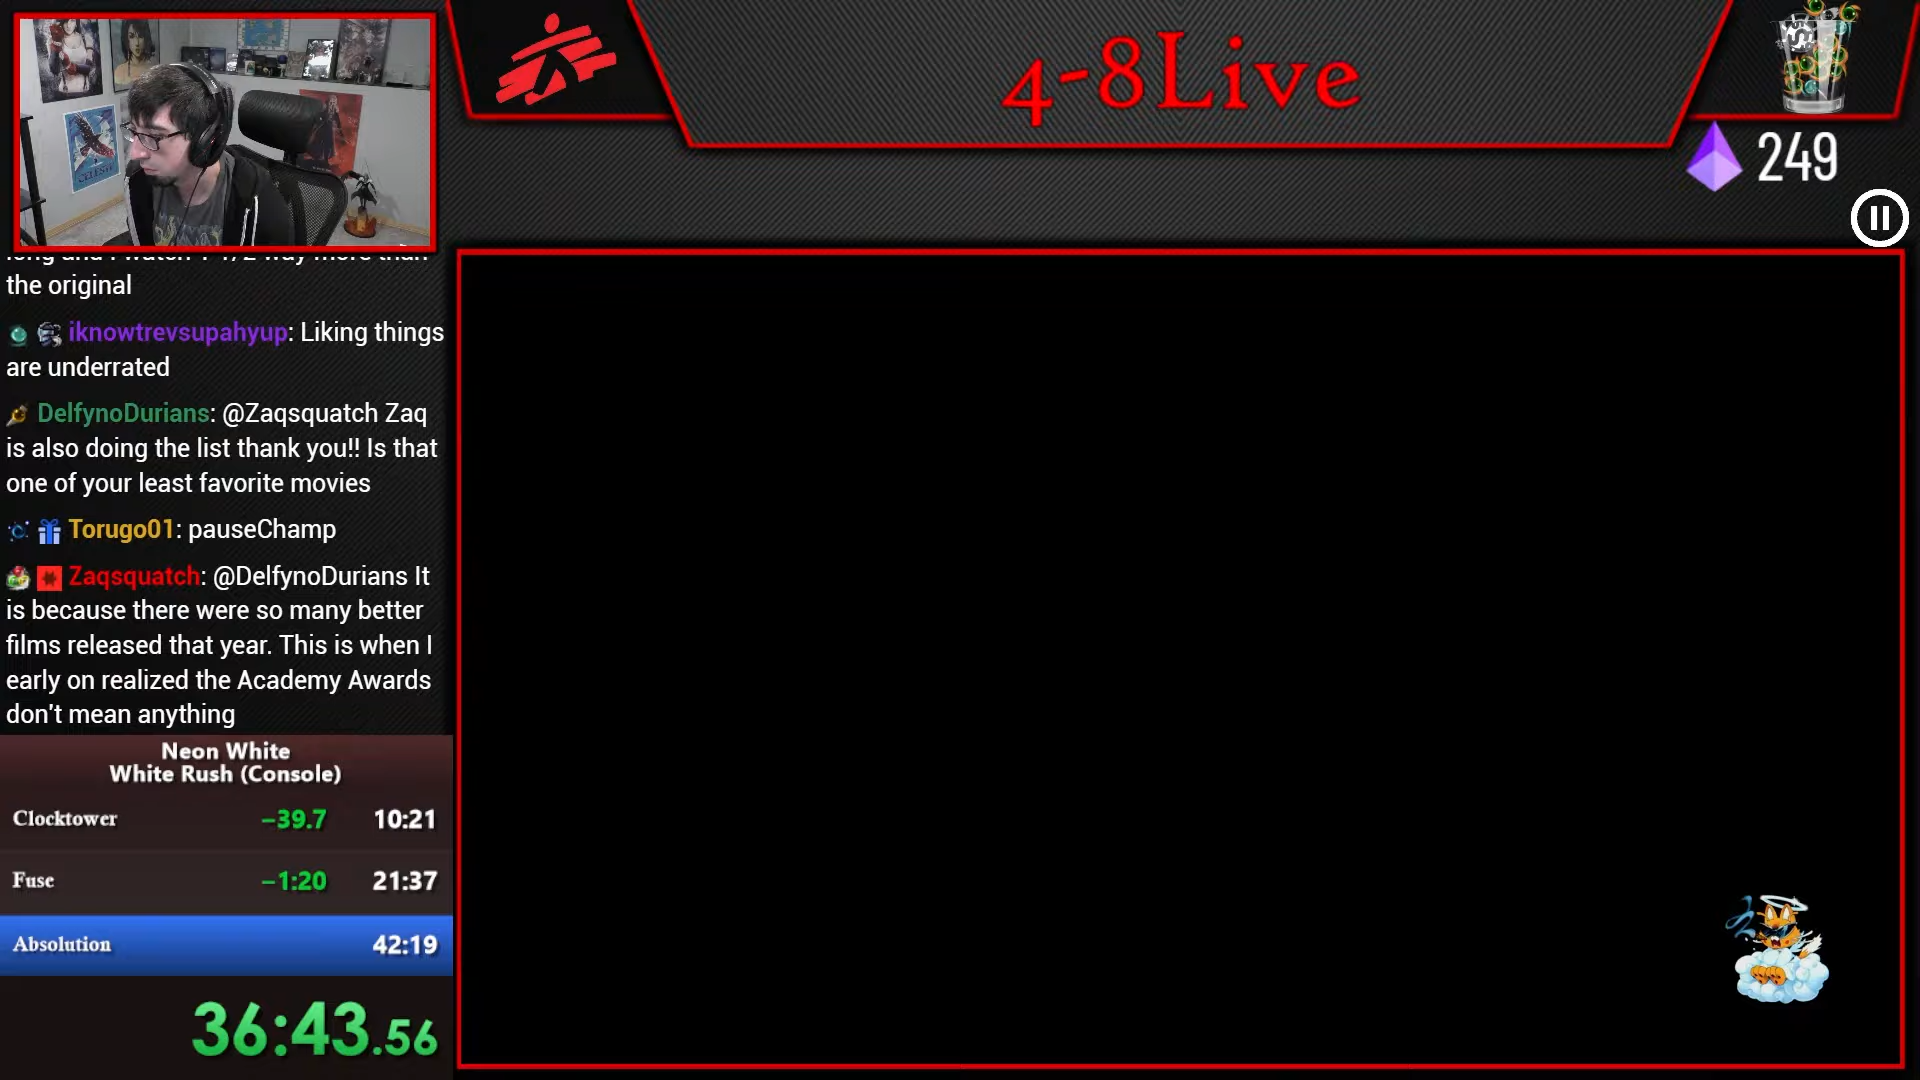 4-8Live
249
CELESTE
the original
iknowtrevsupahyup: Liking things
are underrated
DelfynoDurians: @Zaqsquatch Zaq
is also doing the list thank you!! Is that
one of your least favorite movies
Torugo01: pauseChamp
Zaqsquatch: @DelfynoDurians It
is because there were so many better
films released that year. This is when I
early on realized the Academy Awards
don't mean anything
Neon White
White Rush (Console)
Clocktower −39.7 10:21
Fuse −1:20 21:37
Absolution 42:19
36:43.56